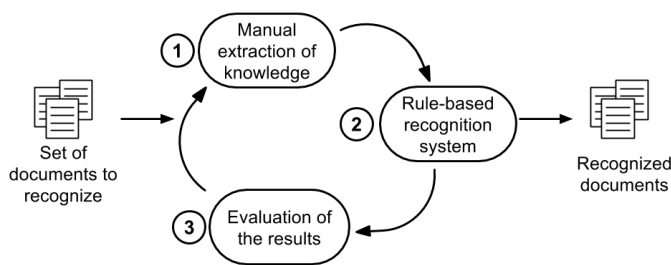 1
Manual
extraction of
knowledge
Set of
documents to
recognize
2
Rule-based
recognition
system
Recognized
documents
3
Evaluation of
the results